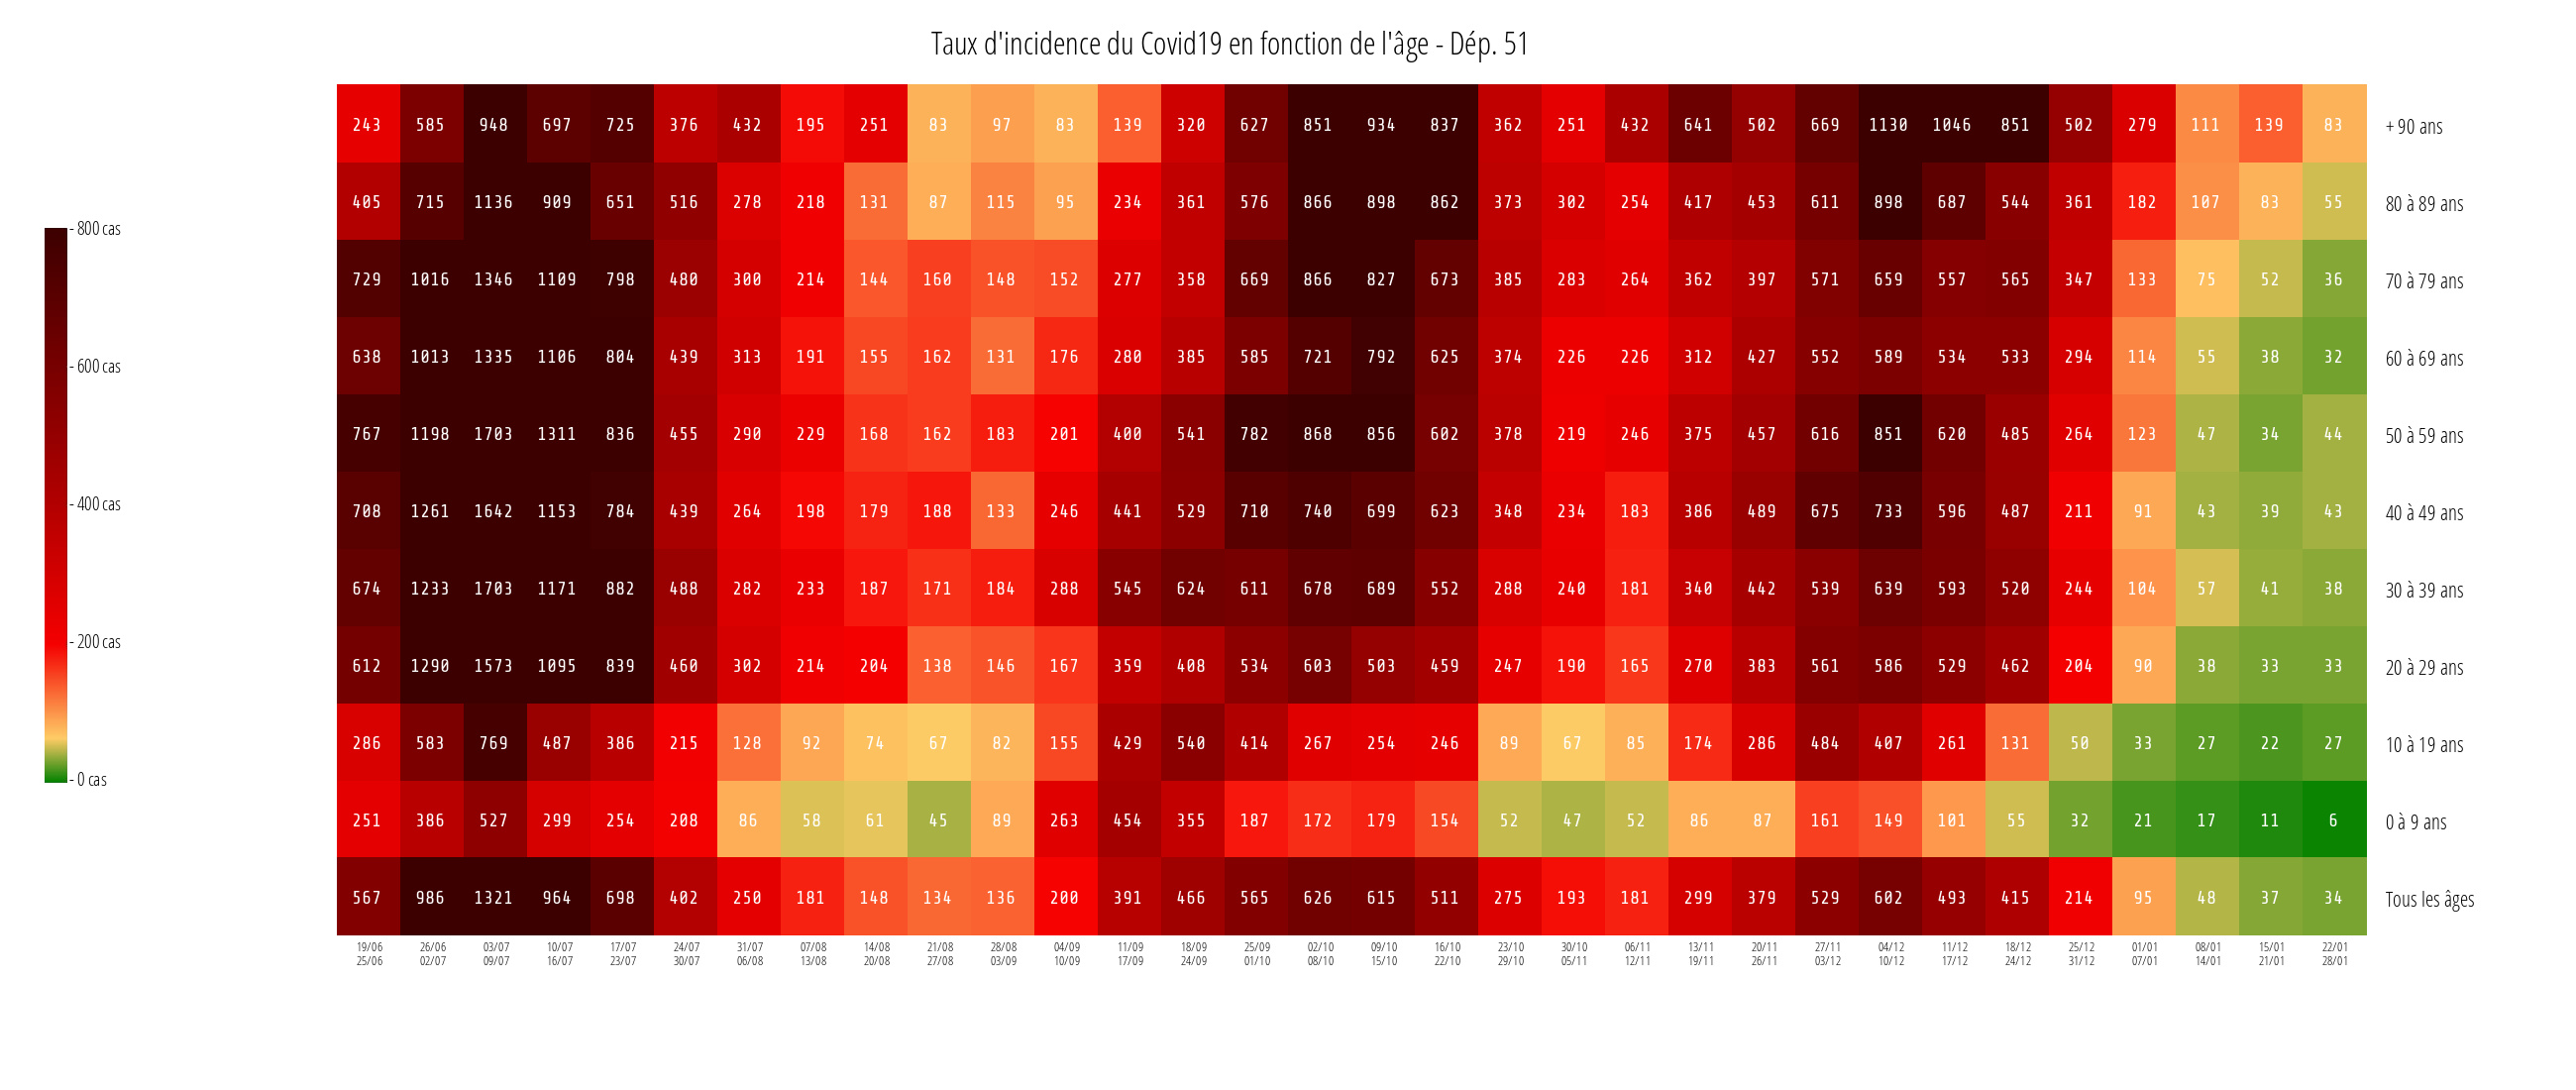 Taux d'incidence du Covid19 en fonction de l'âge - Dép. 51
243 585 948 697 725 376 432 195 251 83 97 83 139 320 627 851 934 837 362 251 432 641 502 669 1130 1046 851 502 279 111 139 83 + 90 ans
405 715 1136 909 651 516 278 218 131 87 115 95 234 361 576 866 898 862 373 302 254 417 453 611 898 687 544 361 182 107 83 55 80 à 89 ans
- 800 cas
729 1016 1346 1109 798 480 300 214 144 160 148 152 277 358 669 866 827 673 385 283 264 362 397 571 659 557 565 347 133 75 52 36 70 à 79 ans
638 1013 1335 1106 804 439 313 191 155 162 131 176 280 385 585 721 792 625 374 226 226 312 427 552 589 534 533 294 114 55 38 32 60 à 69 ans
- 600 cas
767 1198 1703 1311 836 455 290 229 168 162 183 201 400 541 782 868 856 602 378 219 246 375 457 616 851 620 485 264 123 47 34 44 50 à 59 ans
- 400 cas
708 1261 1642 1153 784 439 264 198 179 188 133 246 441 529 710 740 699 623 348 234 183 386 489 675 733 596 487 211 91 43 39 43 40 à 49 ans
674 1233 1703 1171 882 488 282 233 187 171 184 288 545 624 611 678 689 552 288 240 181 340 442 539 639 593 520 244 104 57 41 38 30 à 39 ans
- 200 cas
612 1290 1573 1095 839 460 302 214 204 138 146 167 359 408 534 603 503 459 247 190 165 270 383 561 586 529 462 204 90 38 33 33 20 à 29 ans
286 583 769 487 386 215 128 92 74 67 82 155 429 540 414 267 254 246 89 67 85 174 286 484 407 261 131 50 33 27 22 27 10 à 19 ans
- 0 cas
251 386 527 299 254 208 86 58 61 45 89 263 454 355 187 172 179 154 52 47 52 86 87 161 149 101 55 32 21 17 11 6 0 à 9 ans
567 986 1321 964 698 402 250 181 148 134 136 200 391 466 565 626 615 511 275 193 181 299 379 529 602 493 415 214 95 48 37 34 Tous les âges
19/06 26/06 03/07 10/07 17/07 24/07 31/07 07/08 14/08 21/08 28/08 04/09 11/09 18/09 25/09 02/10 09/10 16/10 23/10 30/10 06/11 13/11 20/11 27/11 04/12 11/12 18/12 25/12 01/01 08/01 15/01 22/01
25/06 02/07 09/07 16/07 23/07 30/07 06/08 13/08 20/08 27/08 03/09 10/09 17/09 24/09 01/10 08/10 15/10 22/10 29/10 05/11 12/11 19/11 26/11 03/12 10/12 17/12 24/12 31/12 07/01 14/01 21/01 28/01